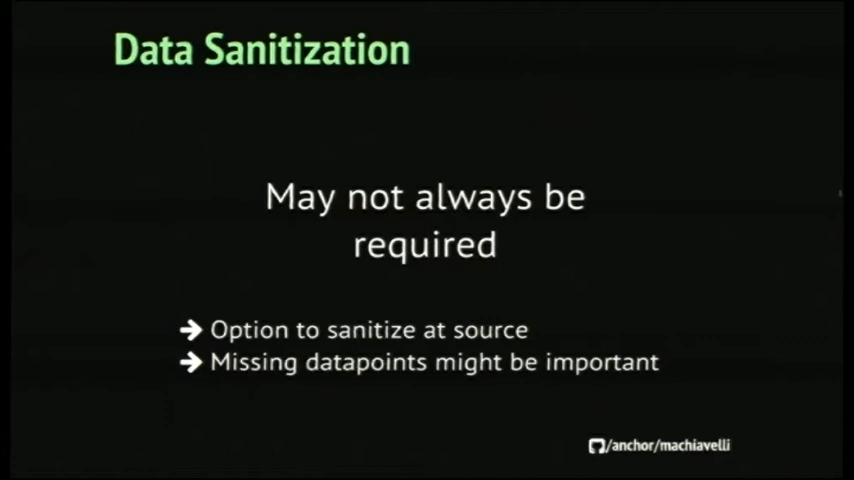 Data Sanitization
May not always be
required
→ Option to sanitize at source
→ Missing datapoints might be important
/anchor/machiavelli